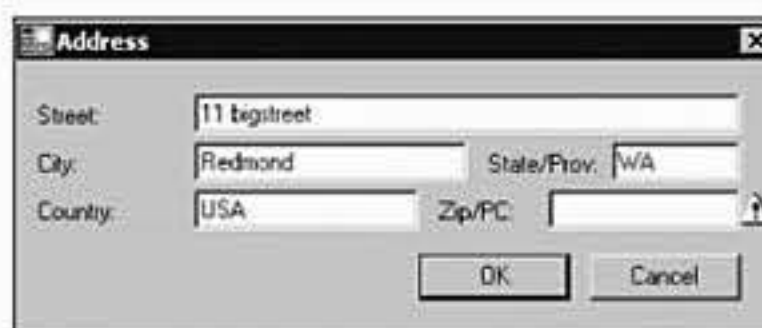 Address
Street: 11 bigstreet
City: Redmond State/Prov: WA
Country: USA Zip/PC:
OK Cancel